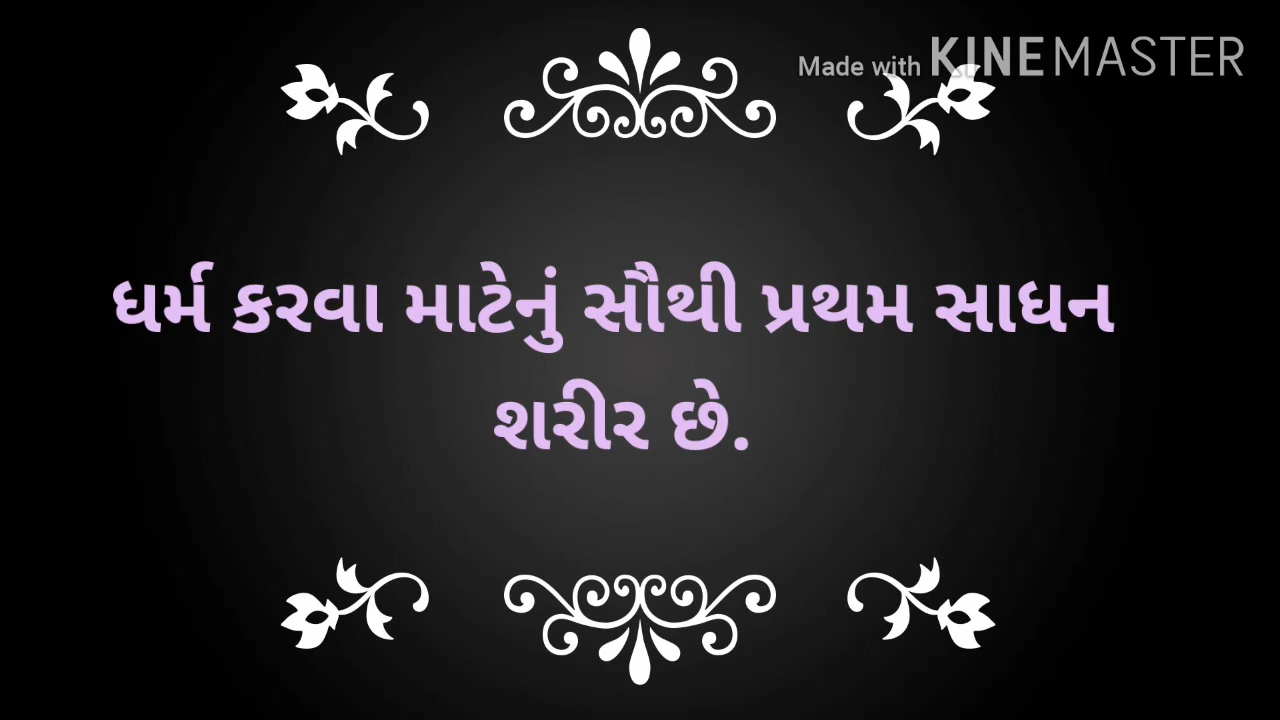 Made with KINEMASTER
ધર્મ કરવા માટેનું સૌથી પ્રથમ સાધન
શરીર છે.